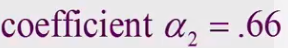 coefficient α₂ = .66